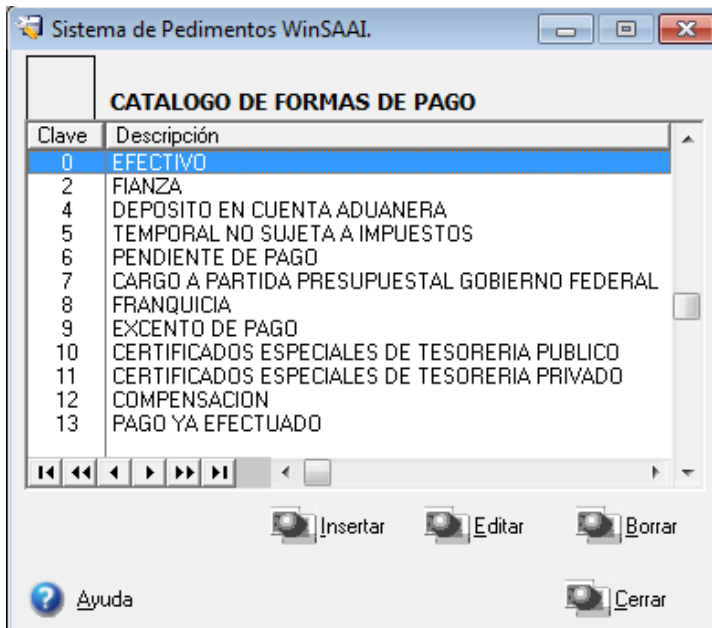 Sistema de Pedimentos WinSAAI.
CATALOGO DE FORMAS DE PAGO
Clave Descripción
0 EFECTIVO
2 FIANZA
4 DEPOSITO EN CUENTA ADUANERA
5 TEMPORAL NO SUJETA A IMPUESTOS
6 PENDIENTE DE PAGO
7 CARGO A PARTIDA PRESUPUESTAL GOBIERNO FEDERAL
8 FRANQUICIA
9 EXCENTO DE PAGO
10 CERTIFICADOS ESPECIALES DE TESORERIA PUBLICO
11 CERTIFICADOS ESPECIALES DE TESORERIA PRIVADO
12 COMPENSACION
13 PAGO YA EFECTUADO
Insertar Editar Borrar
Ayuda Cerrar